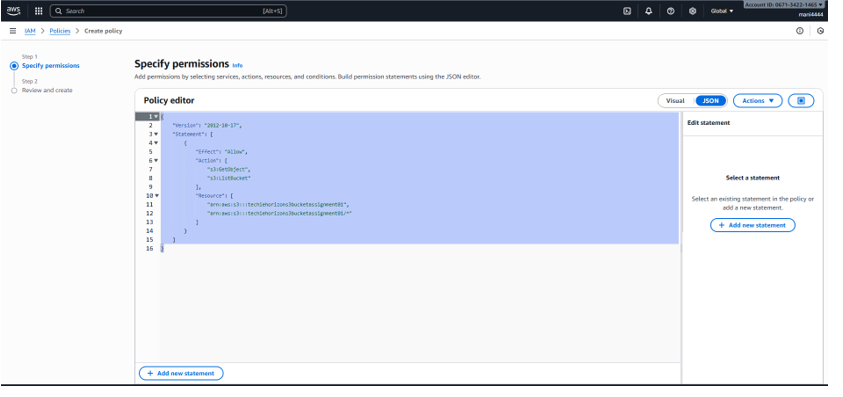 aws
Search
[Alt+S]
Global
Account ID: 0671-5422-1465
mani4444
IAM > Policies > Create policy
Step 1
Specify permissions
Step 2
Review and create
Specify permissions Info
Add permissions by selecting services, actions, resources, and conditions. Build permission statements using the JSON editor.
Policy editor
Visual
JSON
Actions
1 {
2 "Version": "2012-10-17",
3 "Statement": [
4 {
5 "Effect": "Allow",
6 "Action": [
7 "s3:GetObject",
8 "s3:ListBucket"
9 ],
10 "Resource": [
11 "arn:aws:s3:::techiehorizons3bucketassignment01",
12 "arn:aws:s3:::techiehorizons3bucketassignment01/*"
13 ]
14 }
15 ]
16 }
+ Add new statement
Edit statement
Select a statement
Select an existing statement in the policy or
add a new statement.
+ Add new statement